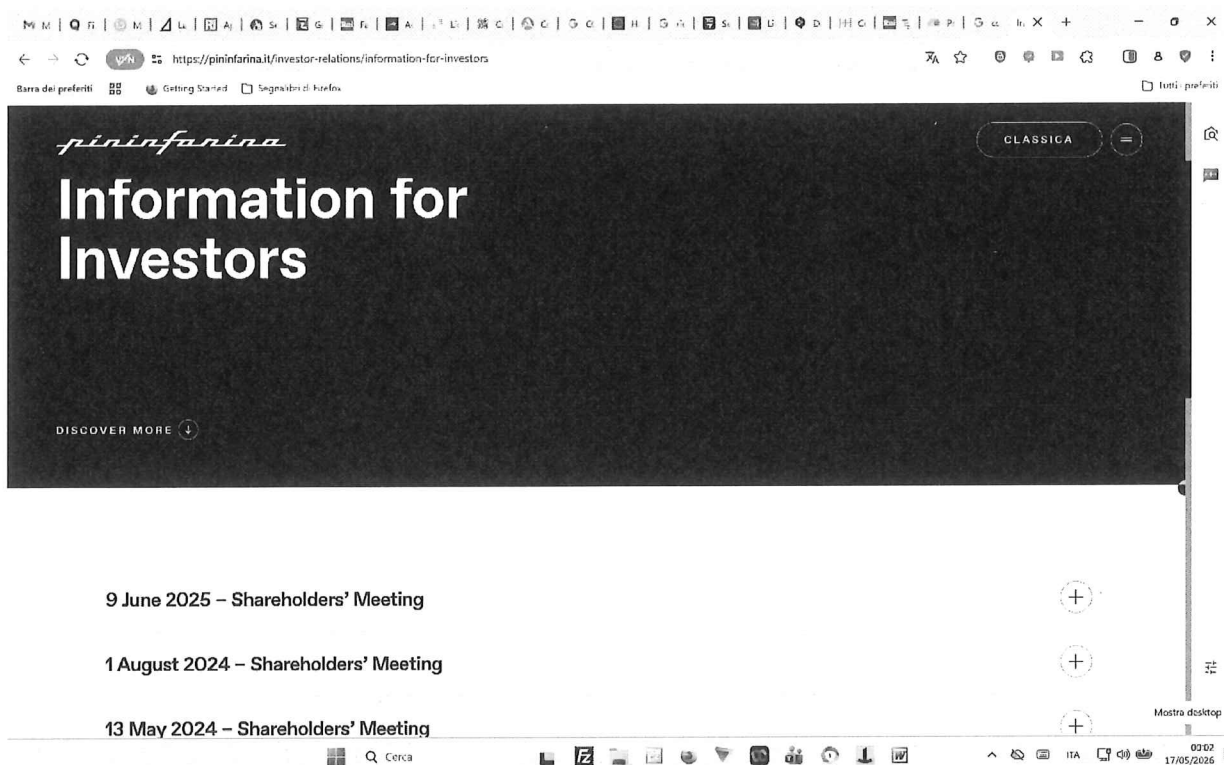 VPN https://pininfarina.it/investor-relations/information-for-investors
Barra dei preferiti Getting Started Segnalibri di Firefox Tutti i preferiti
pininfarina
CLASSICA
Information for
Investors
DISCOVER MORE
9 June 2025 – Shareholders' Meeting
1 August 2024 – Shareholders' Meeting
13 May 2024 – Shareholders' Meeting
Mostra desktop
Cerca
ITA
00:02
17/05/2026